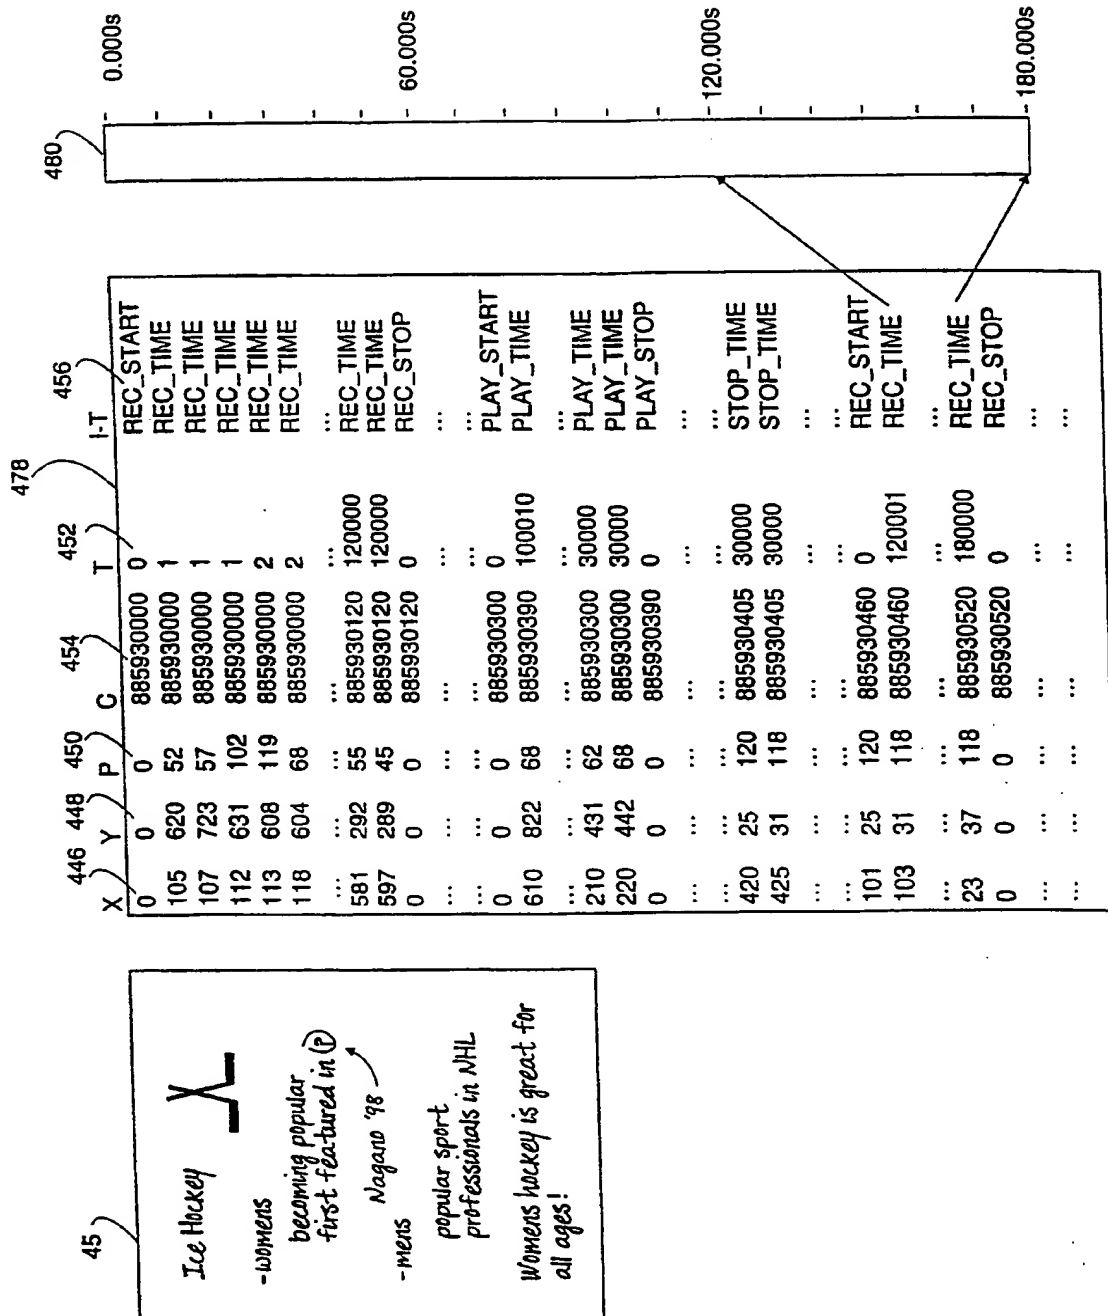 45
Ice Hockey
-womens
becoming popular
first featured in P
Nagano '98
-mens
popular sport
professionals in NHL
Womens hockey is great for
all ages!
478
446 448 450 454 452 456
X Y P C T I-T
0 0 0 885930000 0 REC_START
105 620 52 885930000 1 REC_TIME
107 723 57 885930000 1 REC_TIME
112 631 102 885930000 1 REC_TIME
113 608 119 885930000 2 REC_TIME
118 604 68 885930000 2 REC_TIME
... ... ... ... ... ...
581 292 55 885930120 120000 REC_TIME
597 289 45 885930120 120000 REC_TIME
0 0 0 885930120 0 REC_STOP
... ... ... ... ... ...
... ... ... ... ... ...
0 0 0 885930300 0 PLAY_START
610 822 68 885930390 100010 PLAY_TIME
... ... ... ... ... ...
210 431 62 885930300 30000 PLAY_TIME
220 442 68 885930300 30000 PLAY_TIME
0 0 0 885930390 0 PLAY_STOP
... ... ... ... ... ...
... ... ... ... ... ...
420 25 120 885930405 30000 STOP_TIME
425 31 118 885930405 30000 STOP_TIME
... ... ... ... ... ...
... ... ... ... ... ...
101 25 120 885930460 0 REC_START
103 31 118 885930460 120001 REC_TIME
... ... ... ... ... ...
23 37 118 885930520 180000 REC_TIME
0 0 0 885930520 0 REC_STOP
... ... ... ... ... ...
... ... ... ... ... ...
480
0.000s
60.000s
120.000s
180.000s